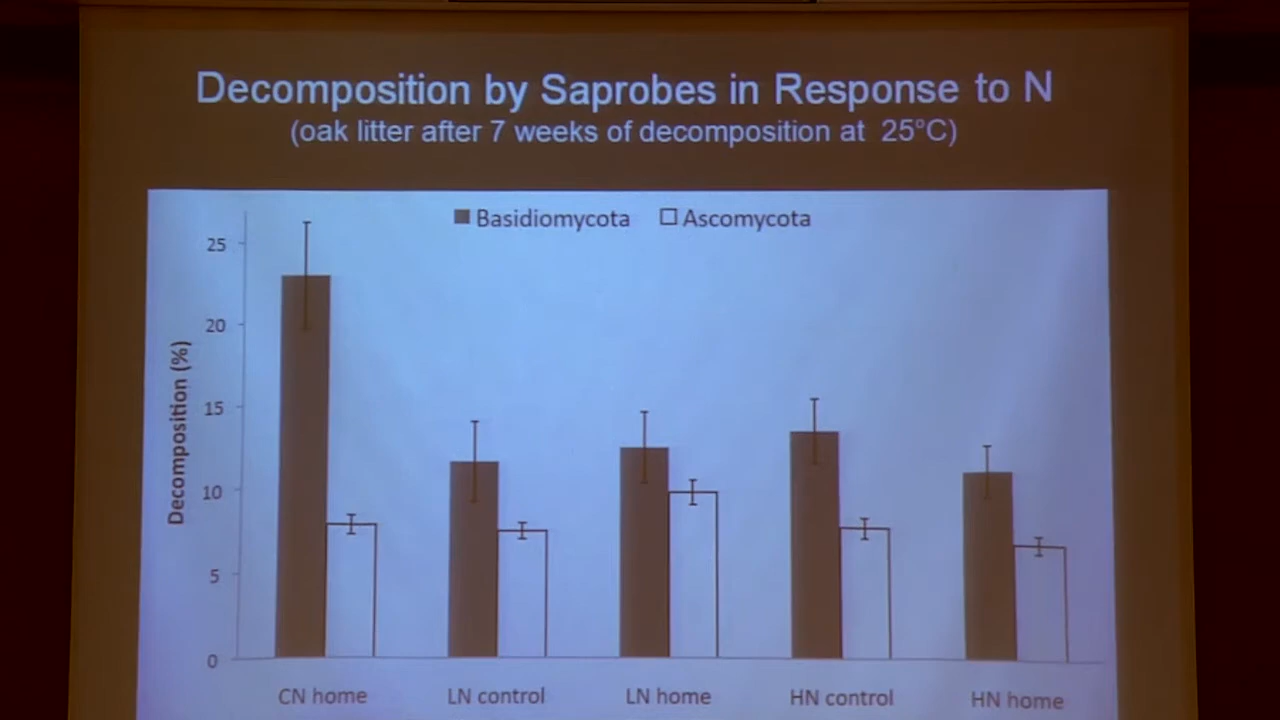 Decomposition by Saprobes in Response to N
(oak litter after 7 weeks of decomposition at 25°C)
Basidiomycota Ascomycota
25
20
15
10
5
0
Decomposition (%)
CN home LN control LN home HN control HN home